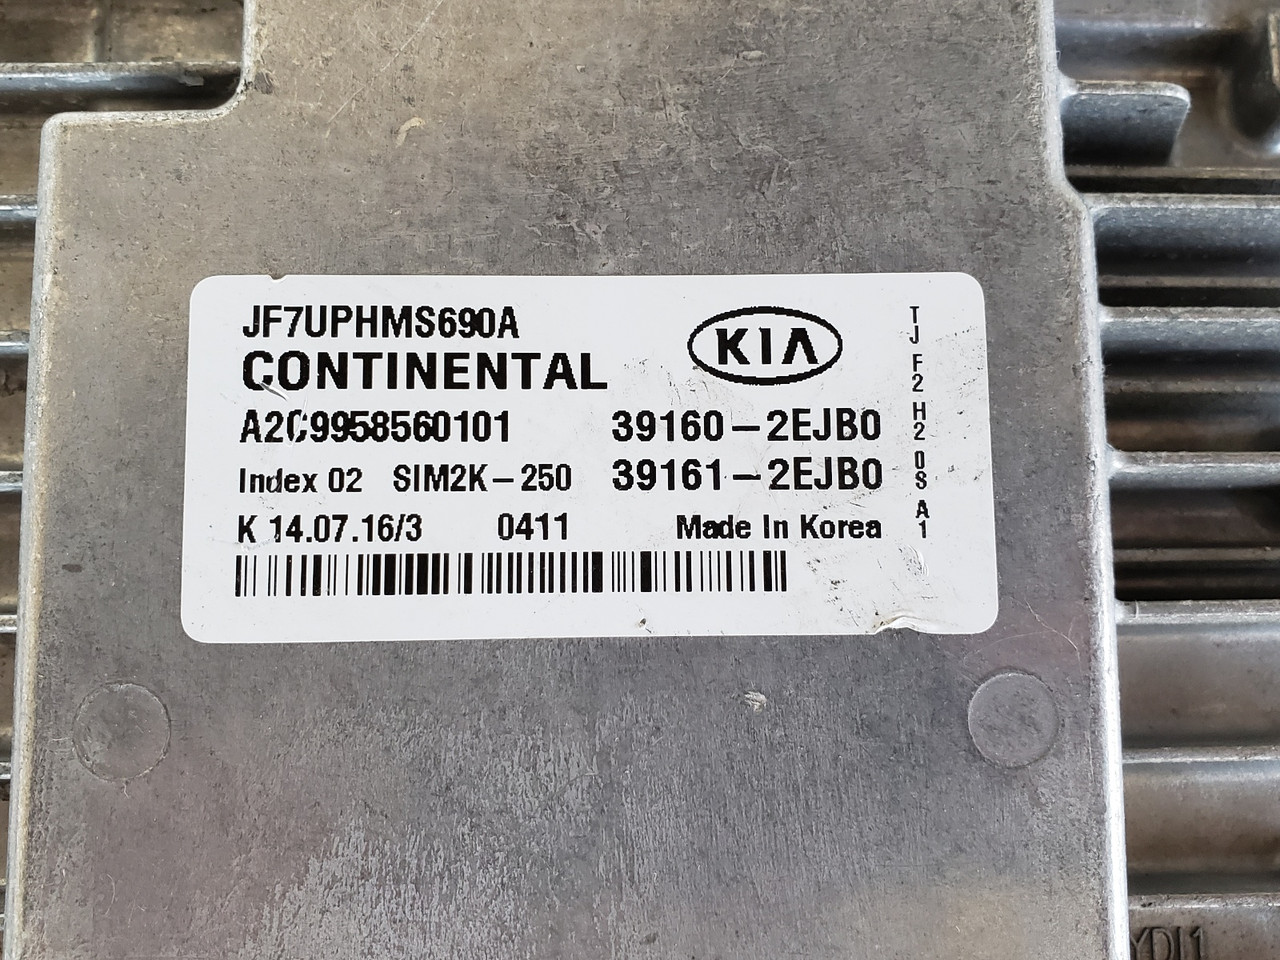 JF7UPHMS690A
CONTINENTAL
KIA
A2C9958560101 39160-2EJB0
Index 02 SIM2K-250 39161-2EJB0
K 14.07.16/3 0411 Made In Korea
TJ F2 H2 0S A1
YDI1